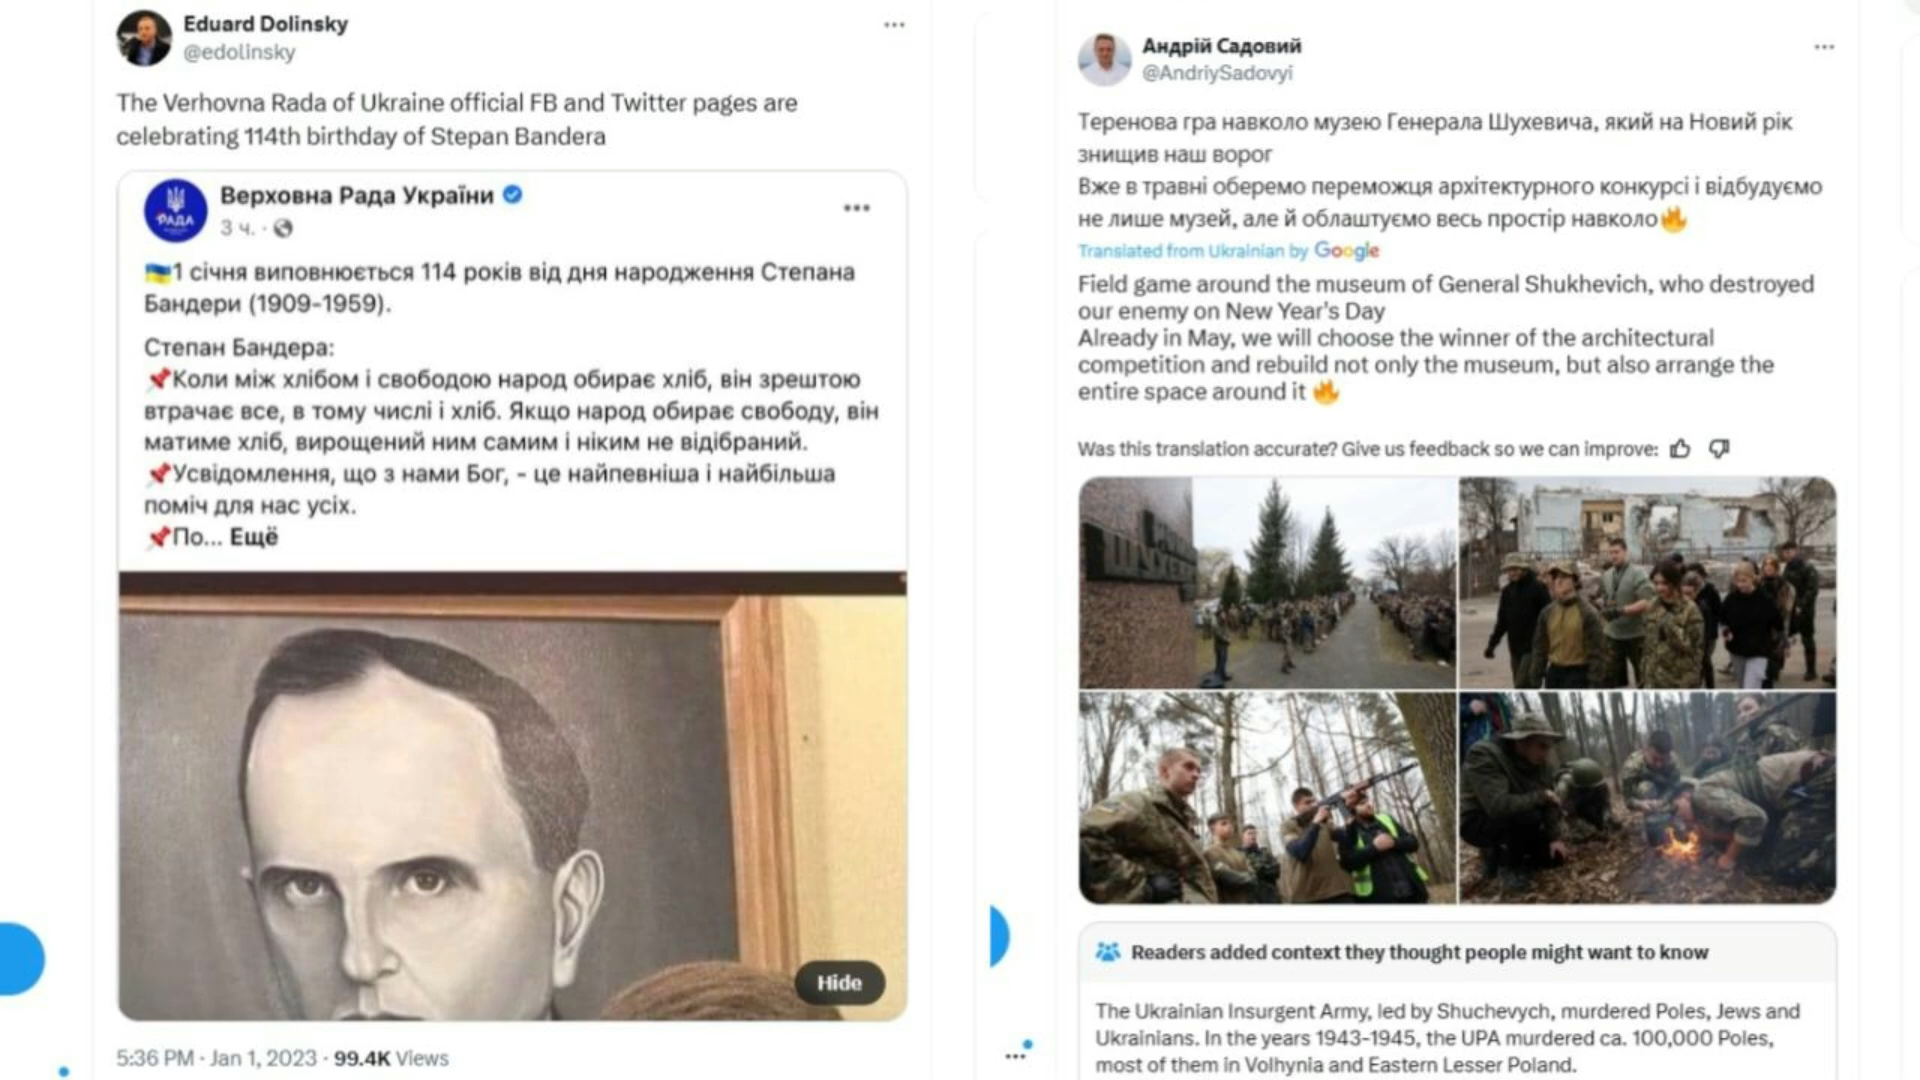 Eduard Dolinsky
@edolinsky
The Verhovna Rada of Ukraine official FB and Twitter pages are
celebrating 114th birthday of Stepan Bandera
РАДА
Верховна Рада України
3 ч. ·
🇺🇦1 січня виповнюється 114 років від дня народження Степана
Бандери (1909-1959).
Степан Бандера:
📌Коли між хлібом і свободою народ обирає хліб, він зрештою
втрачає все, в тому числі і хліб. Якщо народ обирає свободу, він
матиме хліб, вирощений ним самим і ніким не відібраний.
📌Усвідомлення, що з нами Бог, - це найпевніша і найбільша
поміч для нас усіх.
📌По... Ещё
Hide
5:36 PM · Jan 1, 2023 · 99.4K Views
Андрій Садовий
@AndriySadovyi
Теренова гра навколо музею Генерала Шухевича, який на Новий рік
знищив наш ворог
Вже в травні оберемо переможця архітектурного конкурсі і відбудуємо
не лише музей, але й облаштуємо весь простір навколо🔥
Translated from Ukrainian by Google
Field game around the museum of General Shukhevich, who destroyed
our enemy on New Year's Day
Already in May, we will choose the winner of the architectural
competition and rebuild not only the museum, but also arrange the
entire space around it 🔥
Was this translation accurate? Give us feedback so we can improve:
Readers added context they thought people might want to know
The Ukrainian Insurgent Army, led by Shuchevych, murdered Poles, Jews and
Ukrainians. In the years 1943-1945, the UPA murdered ca. 100,000 Poles,
most of them in Volhynia and Eastern Lesser Poland.